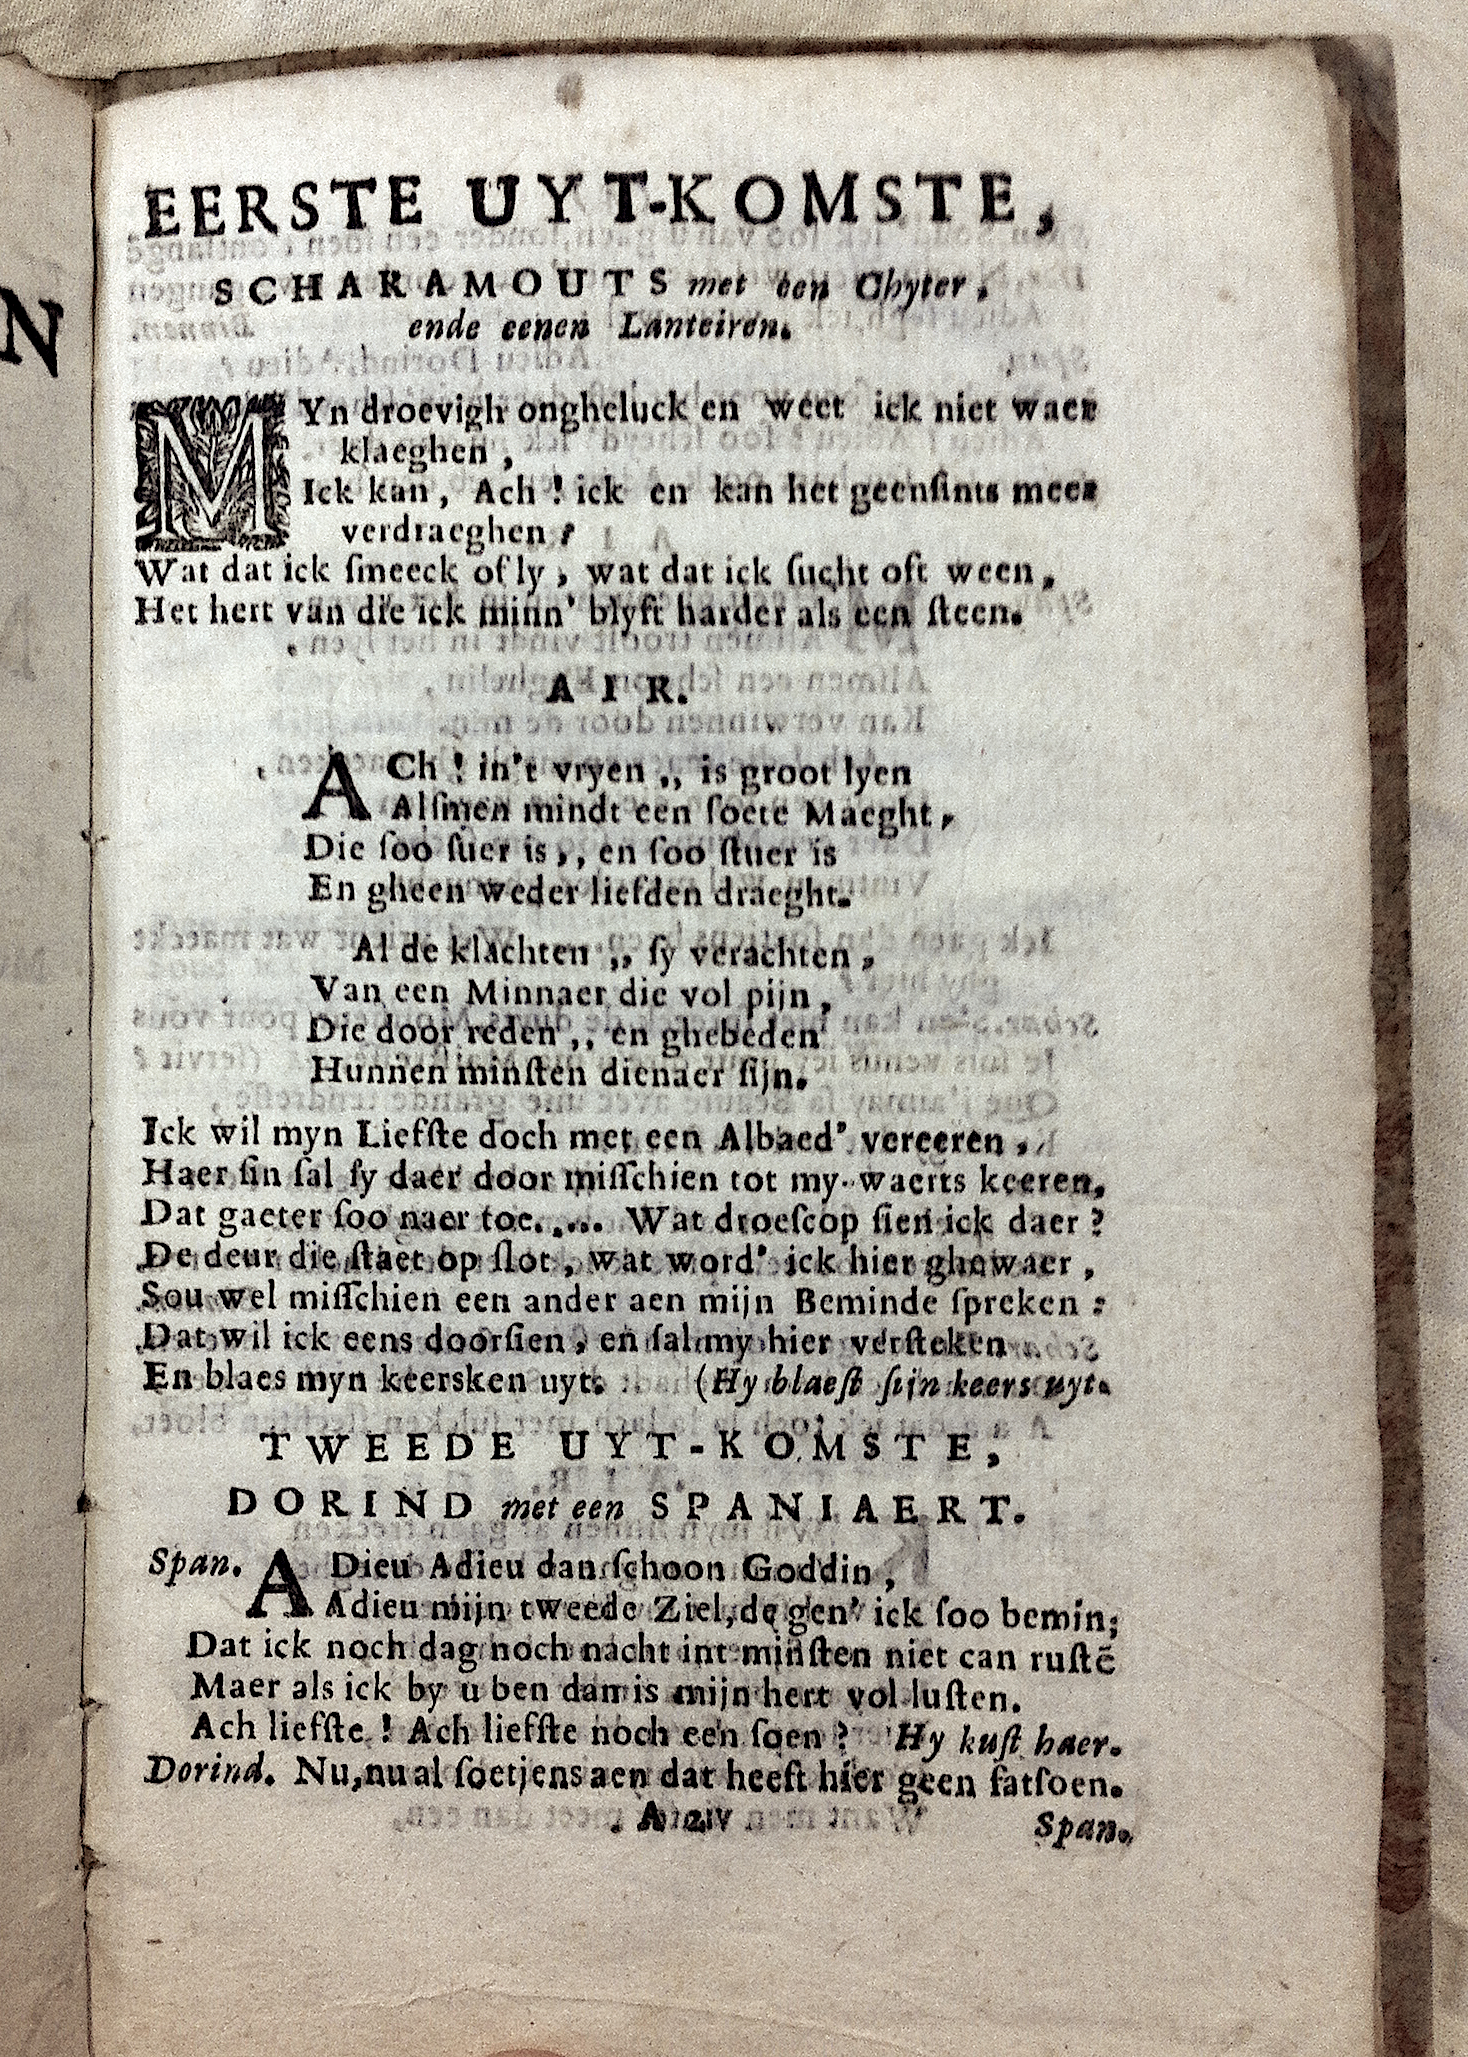 EERSTE UYT-KOMSTE,
SCHARAMOUTS met een Chyter,
ende eenen Lanteiren.
MYn droevigh ongheluck en weet ick niet waer
klaeghen,
Ick kan, Ach ! ick en kan het geenſints meer
verdraeghen ?
Wat dat ick ſmeeck of ly, wat dat ick ſucht oft ween,
Het hert van die ick minn' blyft harder als een ſteen.
AIR.
ACh ! in't vryen ,, is groot lyen
Alſmen mindt een ſoete Maeght,
Die ſoo ſuer is ,, en ſoo ſtuer is
En gheen weder liefden draeght.
Al de klachten ,, ſy verachten,
Van een Minnaer die vol pijn,
Die door reden ,, en ghebeden
Hunnen minſten dienaer ſijn.
Ick wil myn Liefſte doch met een Albaed' vereeren,
Haer ſin ſal ſy daer door miſſchien tot my-waerts keeren,
Dat gaeter ſoo naer toe..... Wat droeſcop ſien ick daer ?
De deur die ſtaet op ſlot, wat word' ick hier ghewaer,
Sou wel miſſchien een ander aen mijn Beminde ſpreken :
Dat wil ick eens doorſien, en ſal my hier verſteken
En blaes myn keersken uyt. (Hy blaeſt ſijn keers uyt.
TWEEDE UYT-KOMSTE,
DORIND met een SPANIAERT.
Span. ADieu Adieu dan ſchoon Goddin,
Adieu mijn tweede Ziel, de gen' ick ſoo bemin;
Dat ick noch dag noch nacht int minſten niet can ruſtē
Maer als ick by u ben dan is mijn hert vol luſten.
Ach liefſte ! Ach liefſte noch een ſoen ? Hy kuſt haer.
Dorind. Nu, nu al ſoetjens aen dat heeft hier geen fatſoen.
A 2
Span.
N